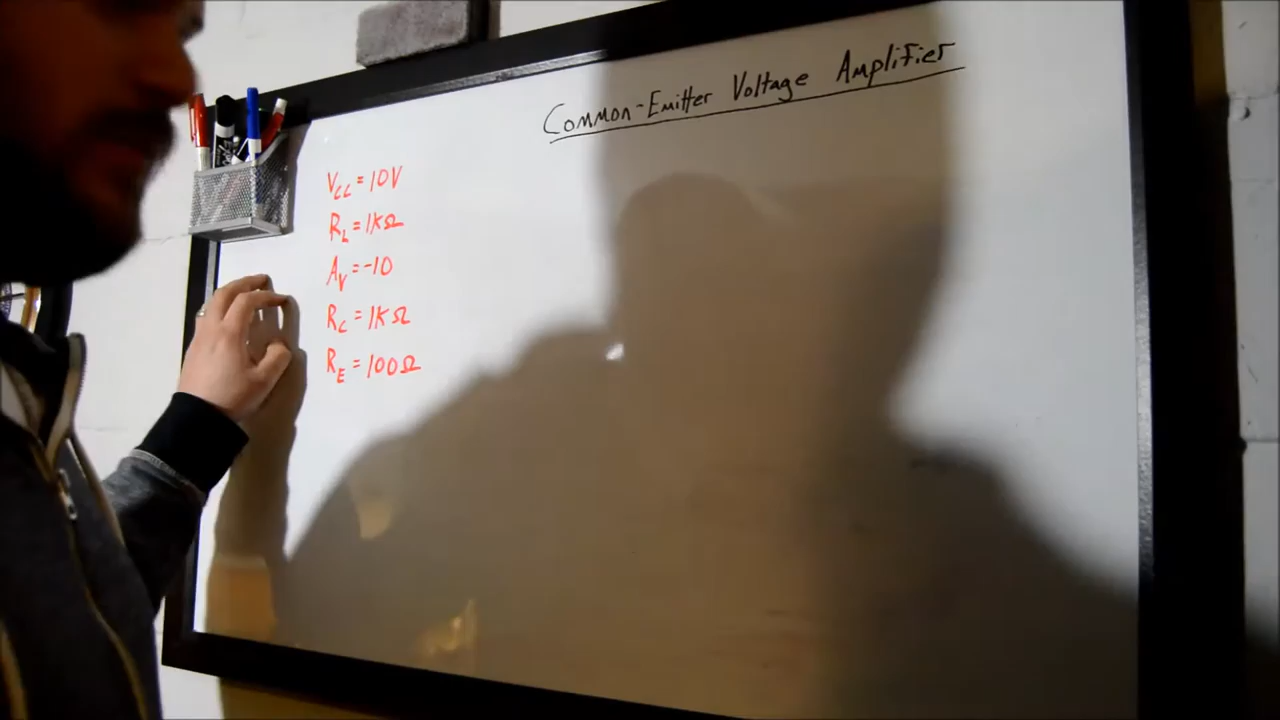 Common-Emitter Voltage Amplifier
VCC = 10V
RL = 1kΩ
AV = -10
RC = 1kΩ
RE = 100Ω